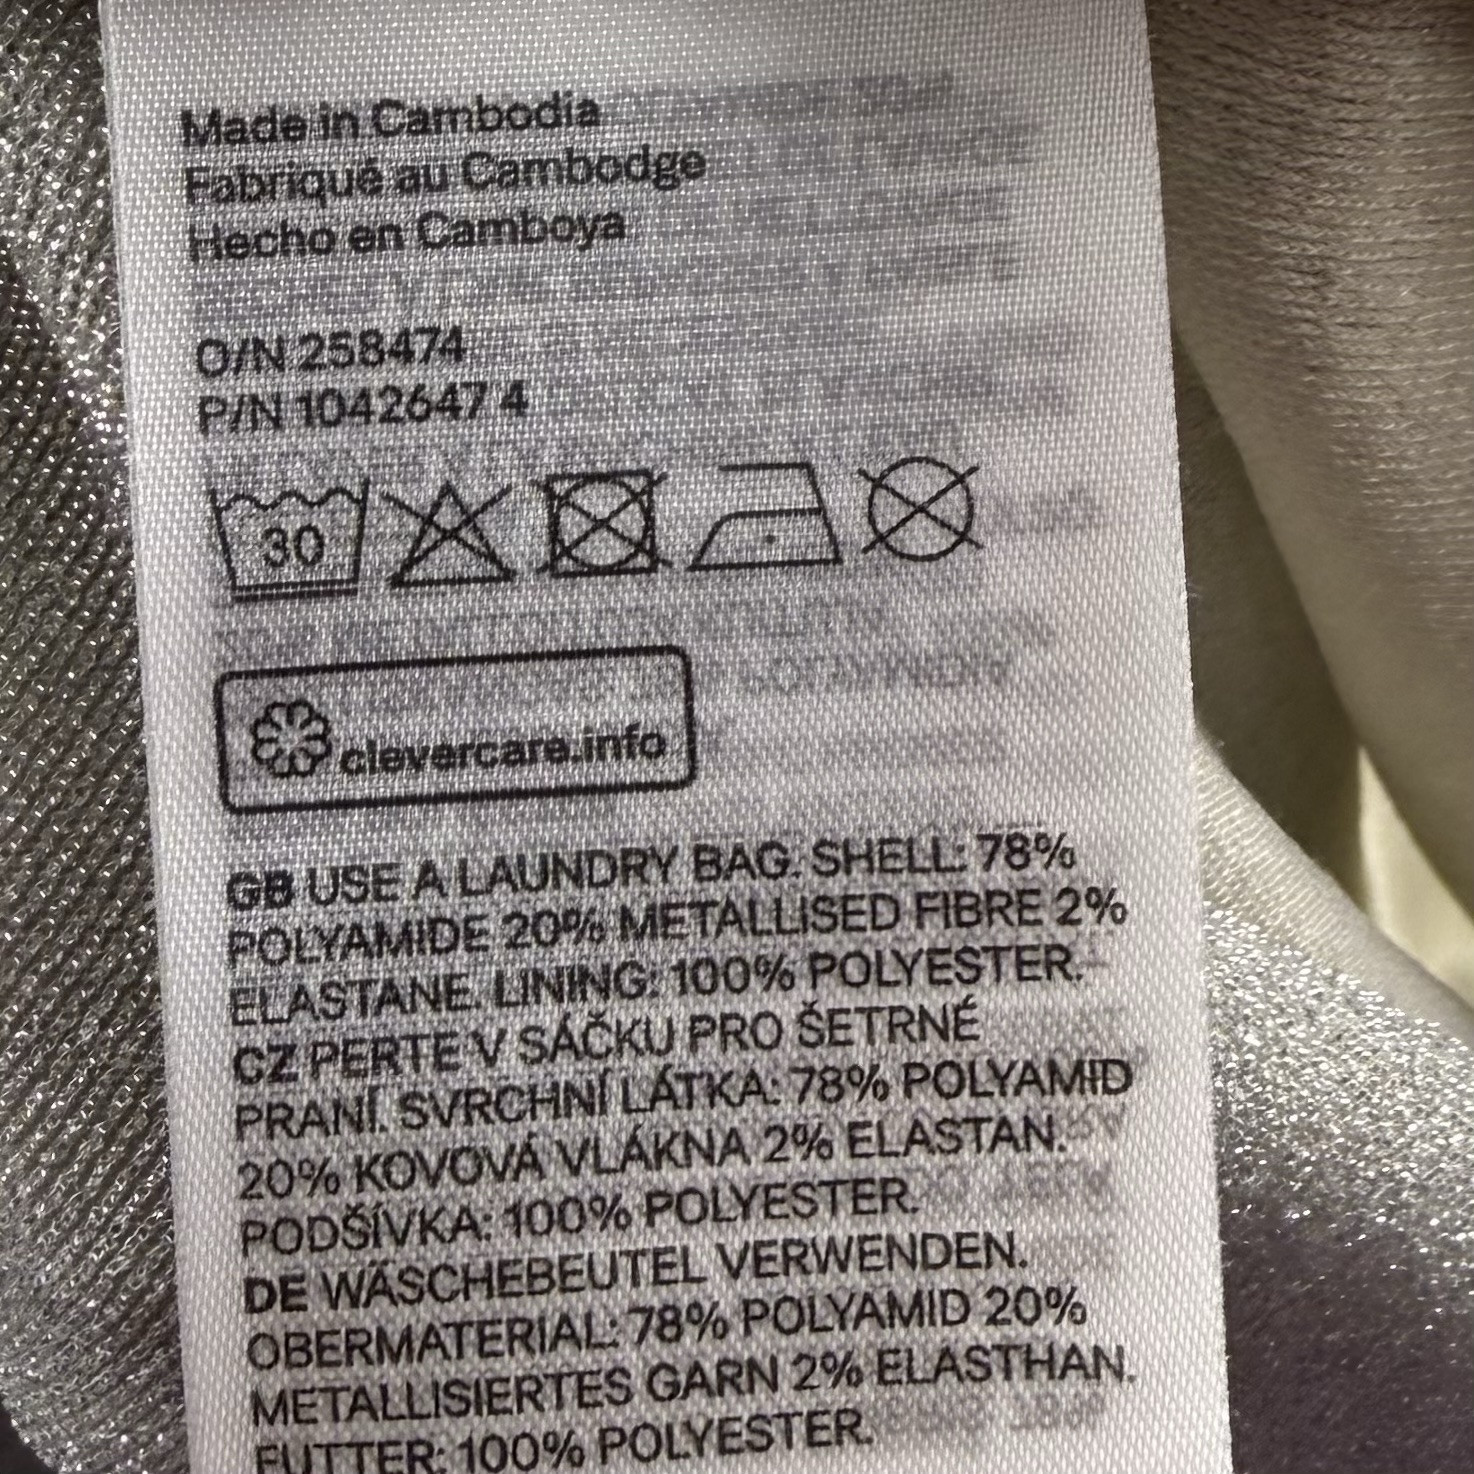 Made in Cambodia
Fabriqué au Cambodge
Hecho en Camboya
O/N 258474
P/N 1042647 4
30
clevercare.info
GB USE A LAUNDRY BAG. SHELL: 78%
POLYAMIDE 20% METALLISED FIBRE 2%
ELASTANE. LINING: 100% POLYESTER.
CZ PERTE V SÁČKU PRO ŠETRNÉ
PRANÍ. SVRCHNÍ LÁTKA: 78% POLYAMID
20% KOVOVÁ VLÁKNA 2% ELASTAN.
PODŠÍVKA: 100% POLYESTER.
DE WÄSCHEBEUTEL VERWENDEN.
OBERMATERIAL: 78% POLYAMID 20%
METALLISIERTES GARN 2% ELASTHAN.
FUTTER: 100% POLYESTER.